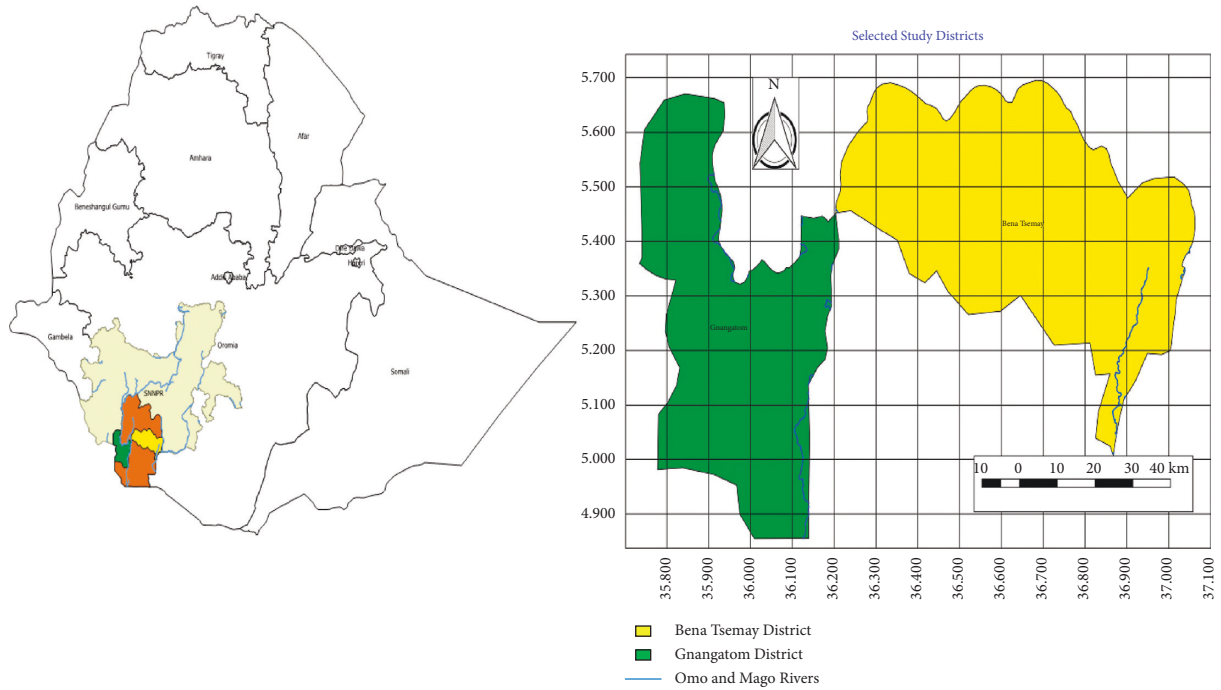 Tigray
Afar
Amhara
Beneshangul Gumu
Dire Dawa
Harari
Addis Ababa
Gambela
Oromia
Somali
SNNPR
Selected Study Districts
N
5.700
5.600
5.500
5.400
5.300
5.200
5.100
5.000
4.900
Bena Tsemay
Gnangatom
10 0 10 20 30 40 km
35.800
35.900
36.000
36.100
36.200
36.300
36.400
36.500
36.600
36.700
36.800
36.900
37.000
37.100
Bena Tsemay District
Gnangatom District
Omo and Mago Rivers